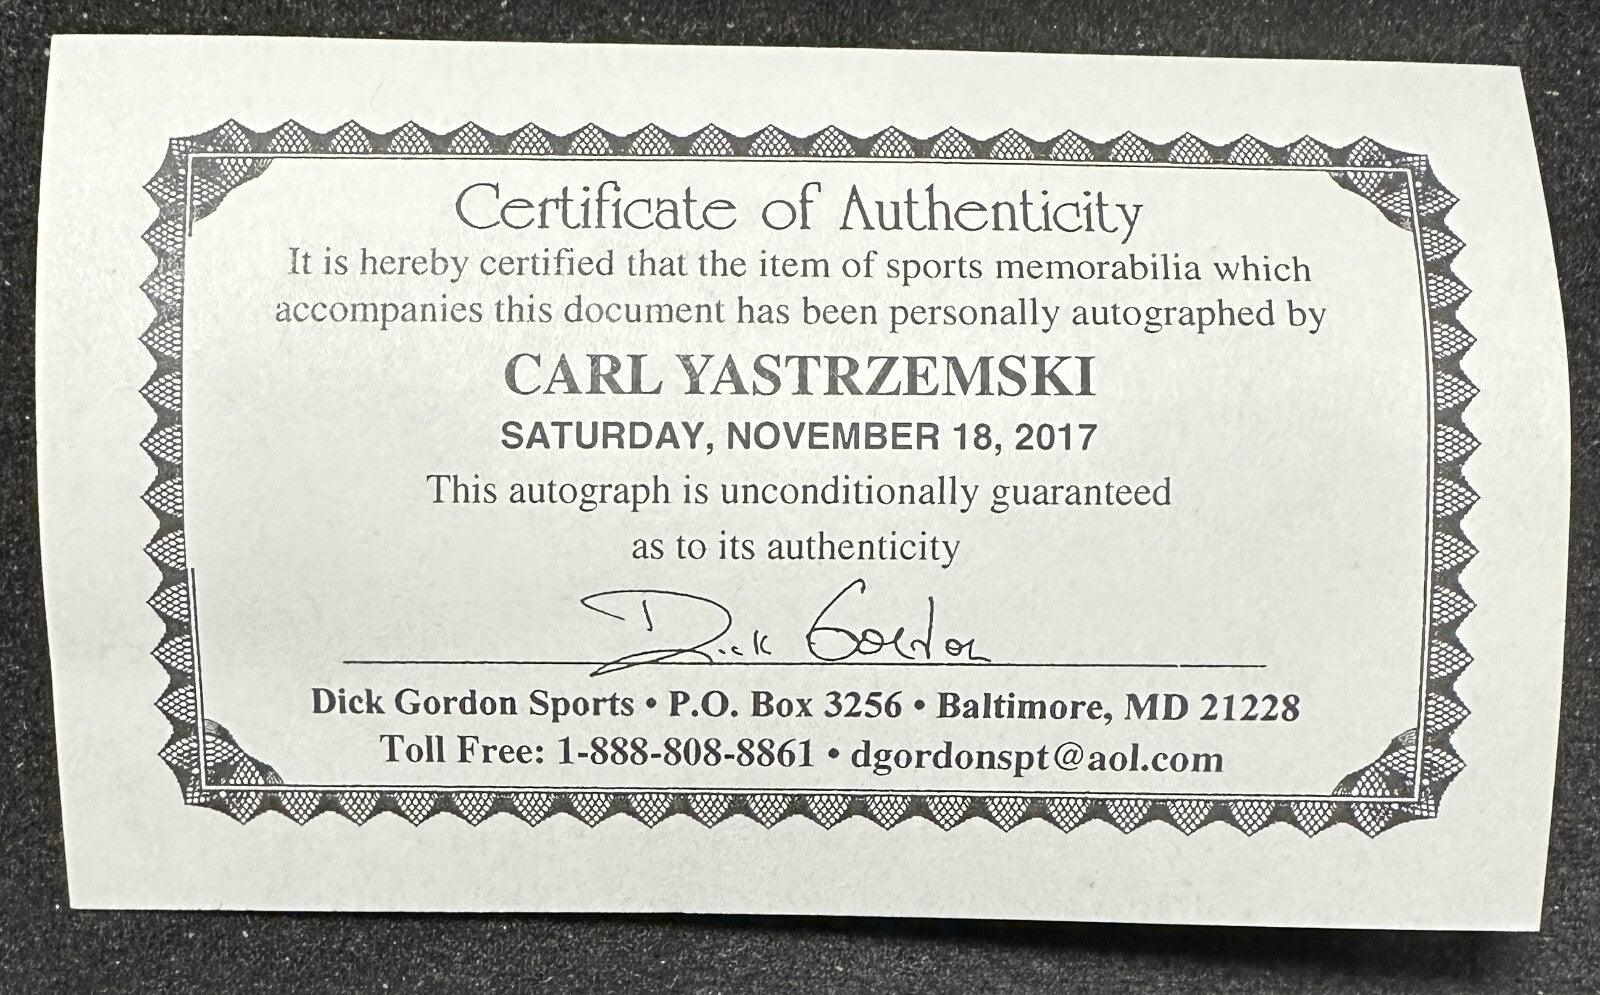 Certificate of Authenticity
It is hereby certified that the item of sports memorabilia which
accompanies this document has been personally autographed by
CARL YASTRZEMSKI
SATURDAY, NOVEMBER 18, 2017
This autograph is unconditionally guaranteed
as to its authenticity
Dick Gordon
Dick Gordon Sports • P.O. Box 3256 • Baltimore, MD 21228
Toll Free: 1-888-808-8861 • dgordonspt@aol.com